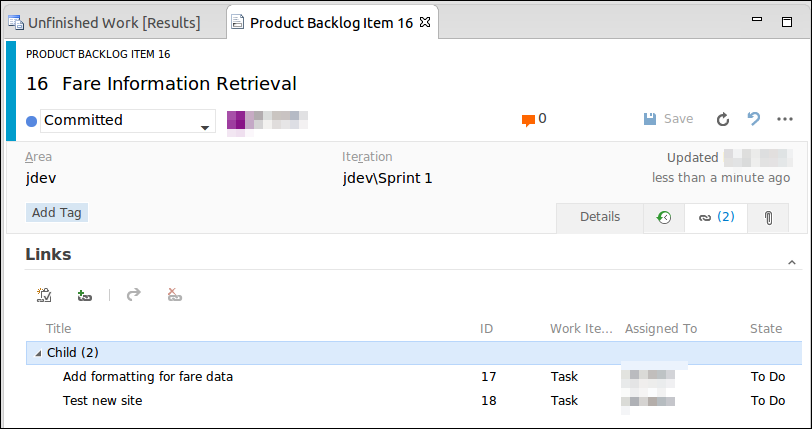 Unfinished Work [Results]
Product Backlog Item 16
PRODUCT BACKLOG ITEM 16
16 Fare Information Retrieval
Committed
0
Save
Area
Iteration
Updated
jdev
jdev\Sprint 1
less than a minute ago
Add Tag
Details
(2)
Links
Title ID Work Ite... Assigned To State
Child (2)
Add formatting for fare data 17 Task To Do
Test new site 18 Task To Do